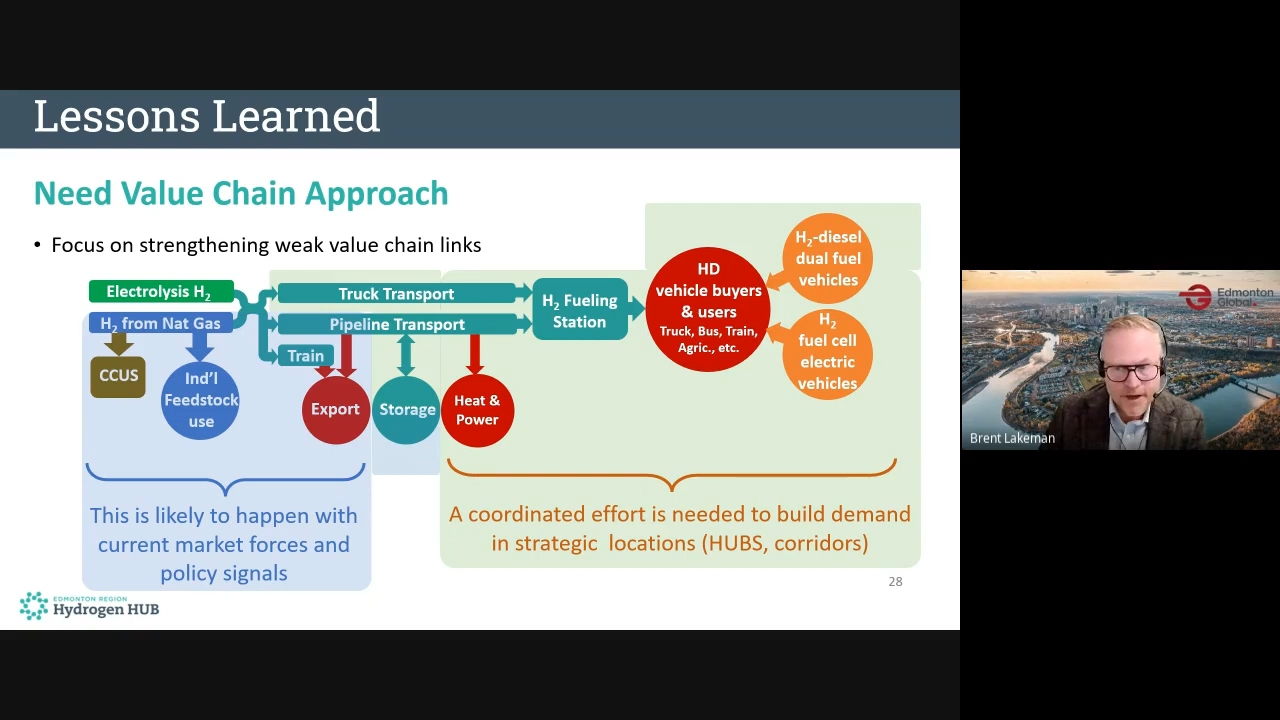 Lessons Learned
Need Value Chain Approach
• Focus on strengthening weak value chain links
Electrolysis H₂
H₂ from Nat Gas
CCUS
Ind'l
Feedstock
use
Truck Transport
Pipeline Transport
Train
Export
Storage
Heat &
Power
H₂ Fueling
Station
HD
vehicle buyers
& users
Truck, Bus, Train,
Agric., etc.
H₂-diesel
dual fuel
vehicles
H₂
fuel cell
electric
vehicles
This is likely to happen with
current market forces and
policy signals
A coordinated effort is needed to build demand
in strategic locations (HUBS, corridors)
28
EDMONTON REGION
Hydrogen HUB
Edmonton
Global.
Brent Lakeman